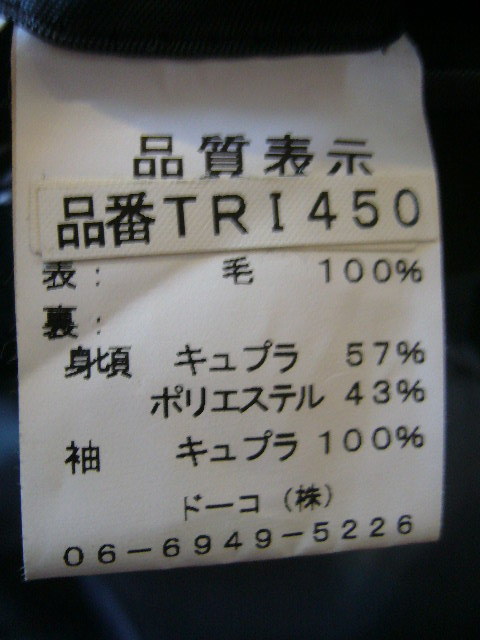 品質表示
品番TRI450
表: 毛 100%
裏:
身頃 キュプラ 57%
ポリエステル 43%
袖 キュプラ 100%
ドーコ(株)
06-6949-5226